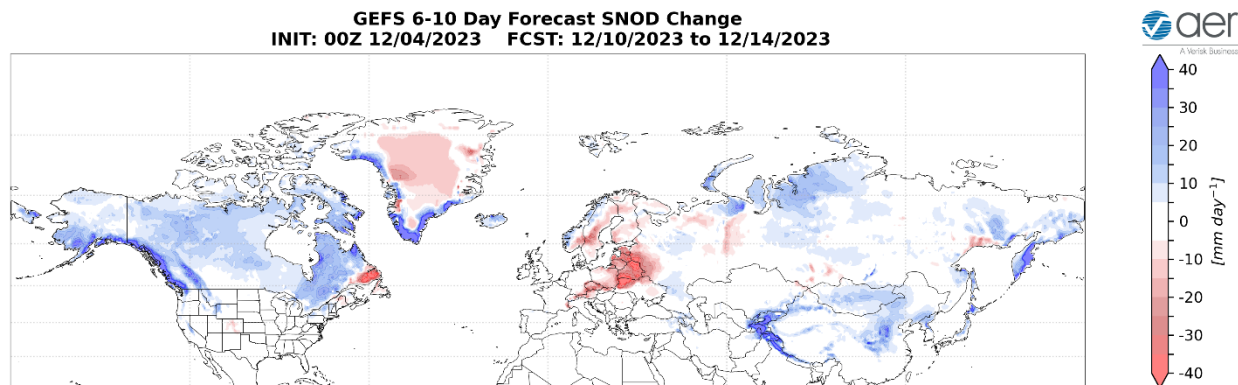 GEFS 6-10 Day Forecast SNOD Change
INIT: 00Z 12/04/2023    FCST: 12/10/2023 to 12/14/2023
aer
A Verisk Business
40
30
20
10
0
-10
-20
-30
-40
[mm day⁻¹]